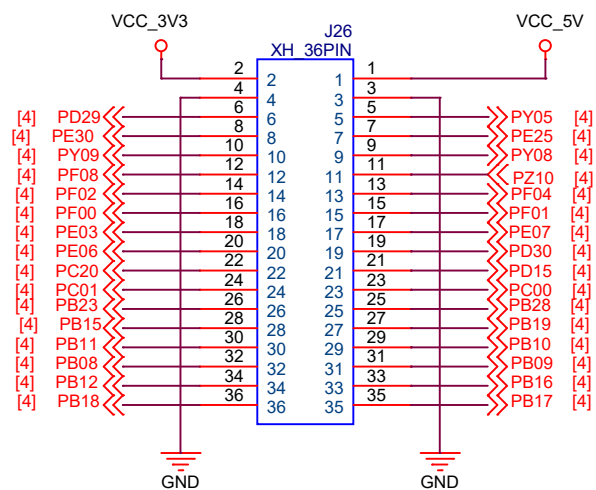 VCC_3V3 VCC_5V
J26
XH_36PIN
2 2 1 1
4 4 3 3
[4] PD29 6 6 5 5 PY05 [4]
[4] PE30 8 8 7 7 PE25 [4]
[4] PY09 10 10 9 9 PY08 [4]
[4] PF08 12 12 11 11 PZ10 [4]
[4] PF02 14 14 13 13 PF04 [4]
[4] PF00 16 16 15 15 PF01 [4]
[4] PE03 18 18 17 17 PE07 [4]
[4] PE06 20 20 19 19 PD30 [4]
[4] PC20 22 22 21 21 PD15 [4]
[4] PC01 24 24 23 23 PC00 [4]
[4] PB23 26 26 25 25 PB28 [4]
[4] PB15 28 28 27 27 PB19 [4]
[4] PB11 30 30 29 29 PB10 [4]
[4] PB08 32 32 31 31 PB09 [4]
[4] PB12 34 34 33 33 PB16 [4]
[4] PB18 36 36 35 35 PB17 [4]
GND GND